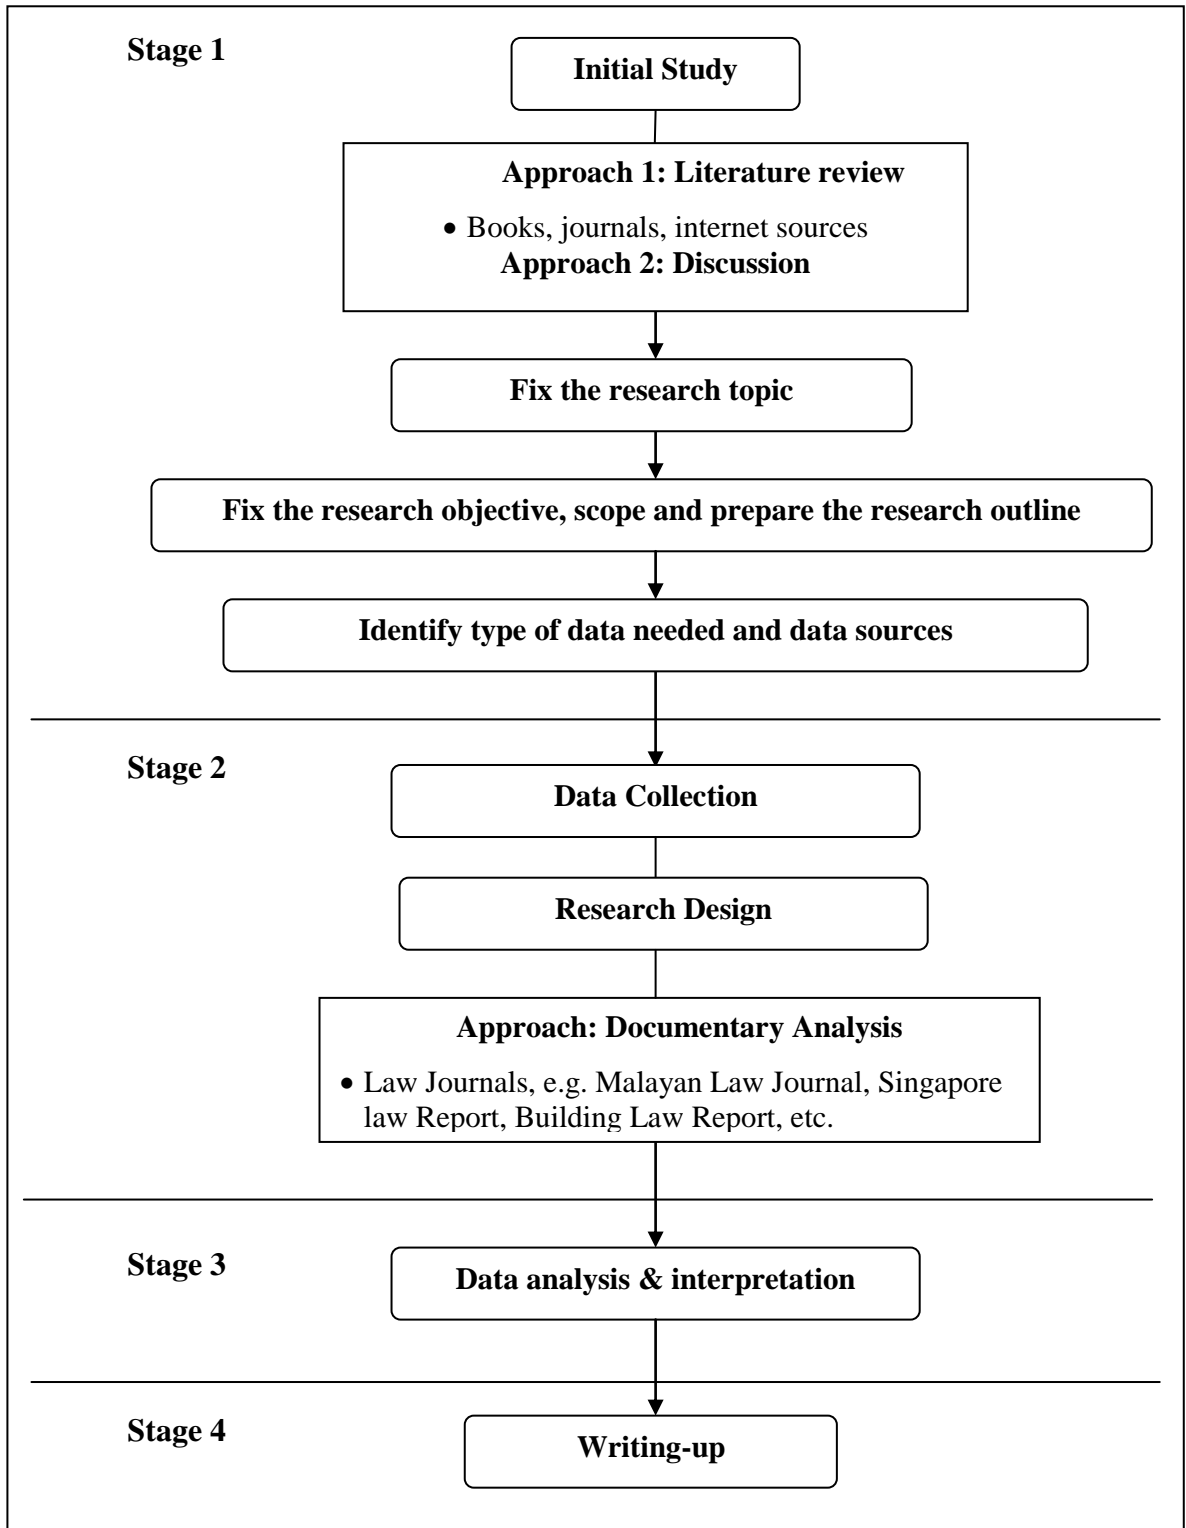 Stage 1
Initial Study
Approach 1: Literature review
• Books, journals, internet sources
Approach 2: Discussion
Fix the research topic
Fix the research objective, scope and prepare the research outline
Identify type of data needed and data sources
Stage 2
Data Collection
Research Design
Approach: Documentary Analysis
• Law Journals, e.g. Malayan Law Journal, Singapore
law Report, Building Law Report, etc.
Stage 3
Data analysis & interpretation
Stage 4
Writing-up